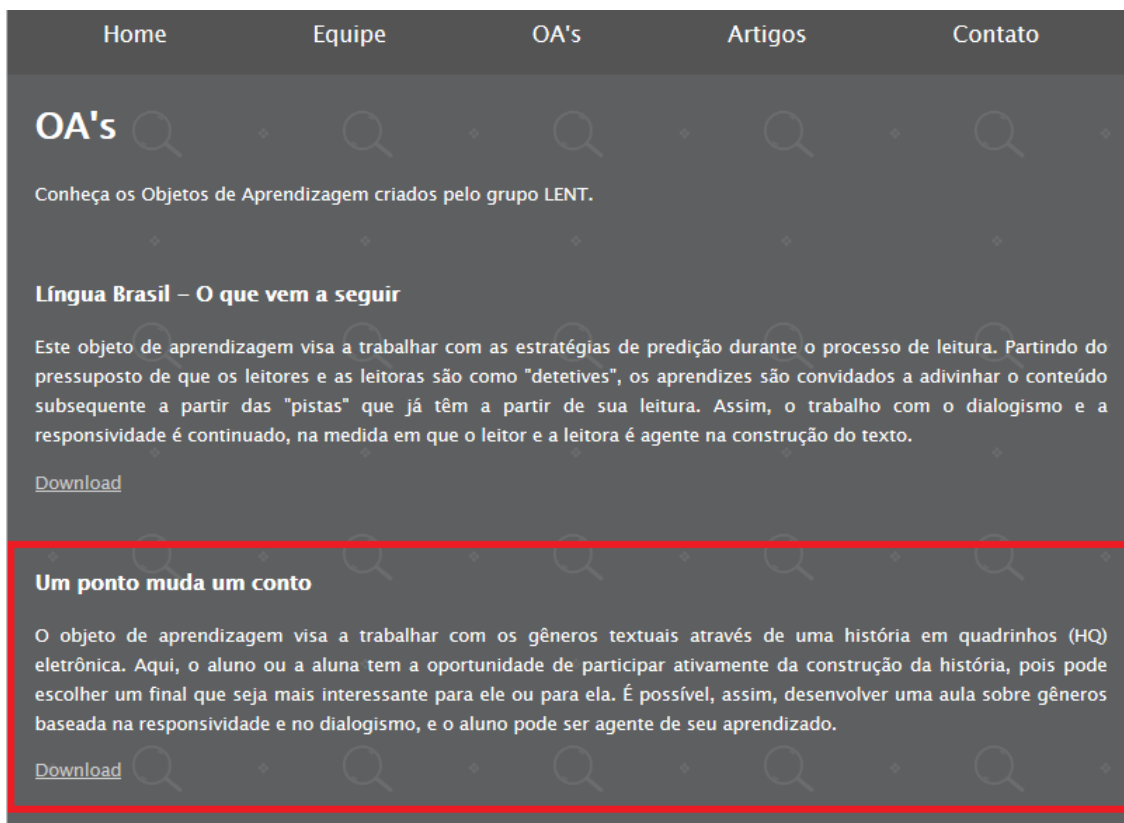 Home Equipe OA's Artigos Contato
OA's
Conheça os Objetos de Aprendizagem criados pelo grupo LENT.
Língua Brasil – O que vem a seguir
Este objeto de aprendizagem visa a trabalhar com as estratégias de predição durante o processo de leitura. Partindo do
pressuposto de que os leitores e as leitoras são como "detetives", os aprendizes são convidados a adivinhar o conteúdo
subsequente a partir das "pistas" que já têm a partir de sua leitura. Assim, o trabalho com o dialogismo e a
responsividade é continuado, na medida em que o leitor e a leitora é agente na construção do texto.
Download
Um ponto muda um conto
O objeto de aprendizagem visa a trabalhar com os gêneros textuais através de uma história em quadrinhos (HQ)
eletrônica. Aqui, o aluno ou a aluna tem a oportunidade de participar ativamente da construção da história, pois pode
escolher um final que seja mais interessante para ele ou para ela. É possível, assim, desenvolver uma aula sobre gêneros
baseada na responsividade e no dialogismo, e o aluno pode ser agente de seu aprendizado.
Download